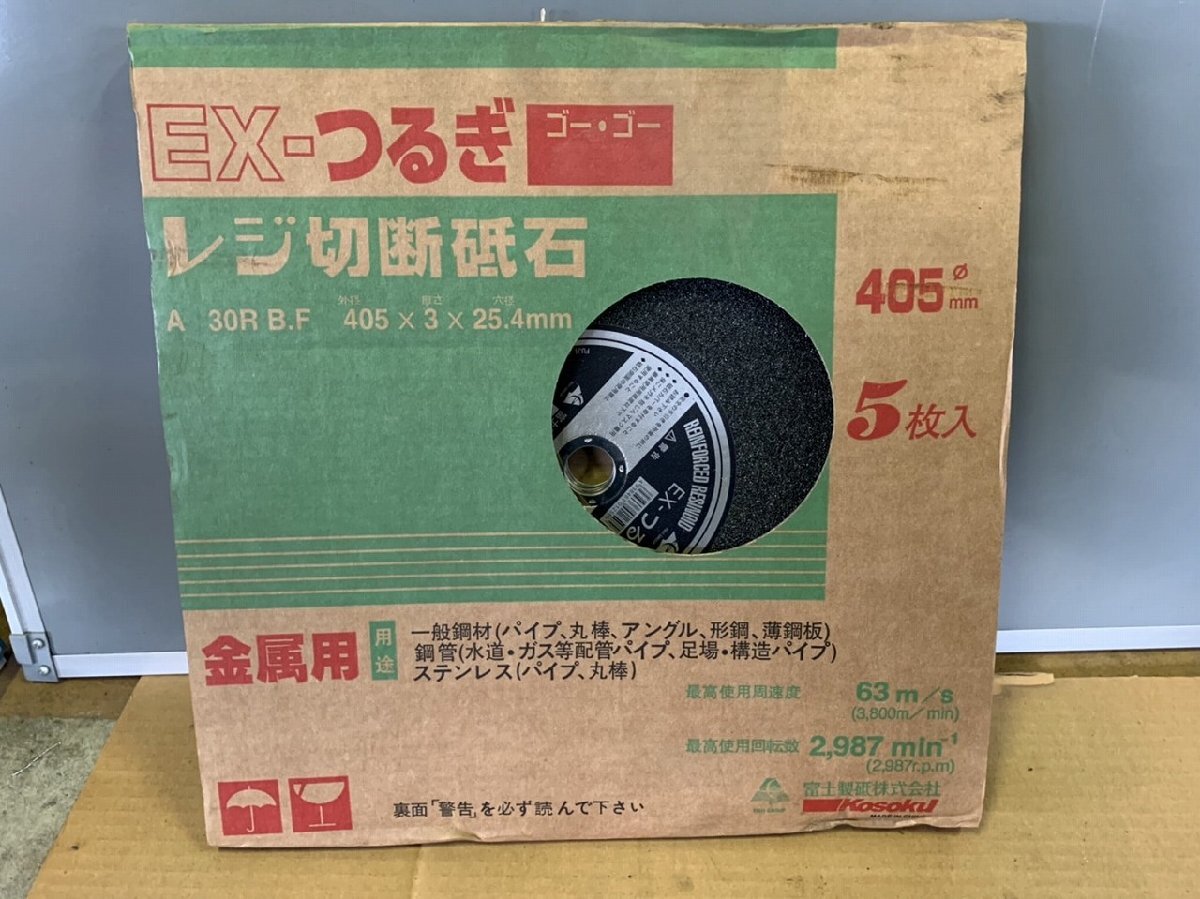 EX-つるぎ
ゴー・ゴー
レジ切断砥石
外径 厚さ 穴径
A 30R B.F 405 × 3 × 25.4mm
405 ø mm
5枚入
REINFORCED RESINOID
警告
EX-つる
金属用
用途
一般鋼材(パイプ、丸棒、アングル、形鋼、薄鋼板)
鋼管(水道・ガス等配管パイプ、足場・構造パイプ)
ステンレス(パイプ、丸棒)
最高使用周速度 63 m/s
(3,800m/min)
最高使用回転数 2,987 min⁻¹
(2,987r.p.m)
裏面「警告」を必ず読んで下さい
富士製砥株式会社
Kosoku